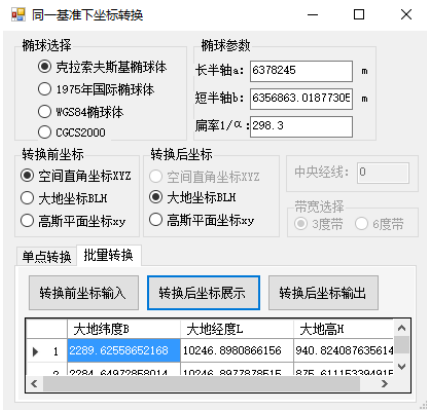 同一基准下坐标转换
椭球选择
克拉索夫斯基椭球体
1975年国际椭球体
WGS84椭球体
CGCS2000
椭球参数
长半轴a: 6378245 m
短半轴b: 6356863.01877305 m
扁率1/α: 298.3
转换前坐标
空间直角坐标XYZ
大地坐标BLH
高斯平面坐标xy
转换后坐标
空间直角坐标XYZ
大地坐标BLH
高斯平面坐标xy
中央经线: 0
带宽选择
3度带 6度带
单点转换 批量转换
转换前坐标输入 转换后坐标展示 转换后坐标输出
大地纬度B 大地经度L 大地高H
1 2289.62558652168 10246.8980866156 940.824087635614